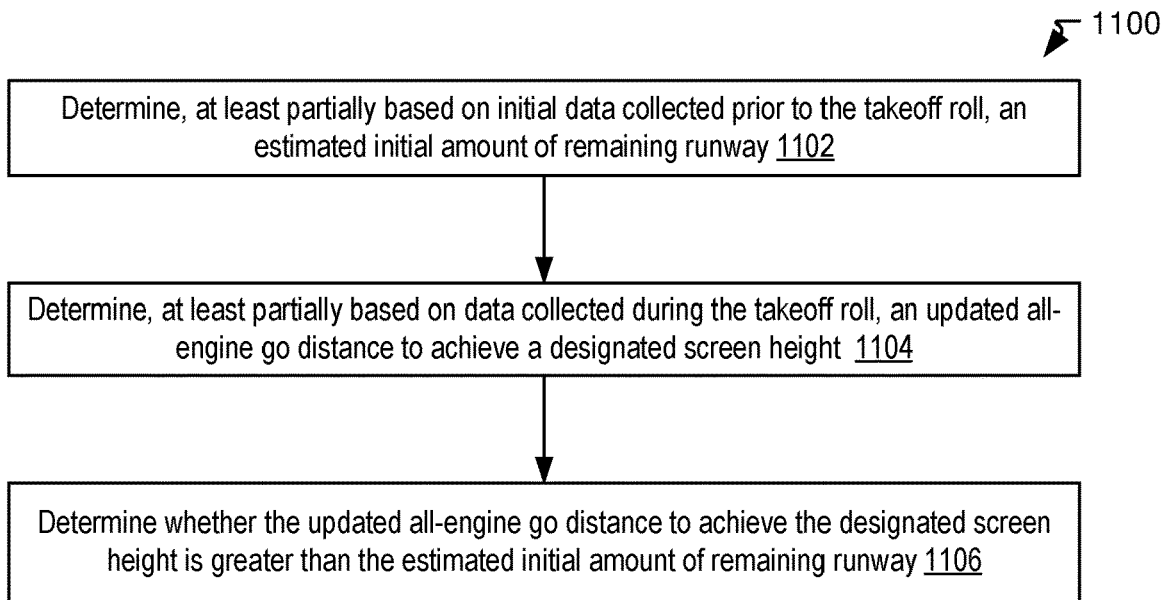 1100
Determine, at least partially based on initial data collected prior to the takeoff roll, an
estimated initial amount of remaining runway 1102
Determine, at least partially based on data collected during the takeoff roll, an updated all-
engine go distance to achieve a designated screen height 1104
Determine whether the updated all-engine go distance to achieve the designated screen
height is greater than the estimated initial amount of remaining runway 1106